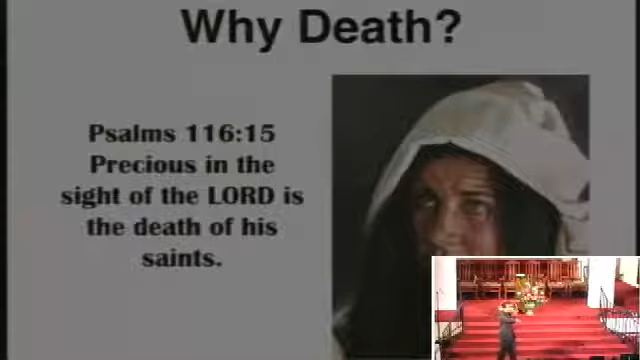 Why Death?
Psalms 116:15
Precious in the
sight of the LORD is
the death of his
saints.